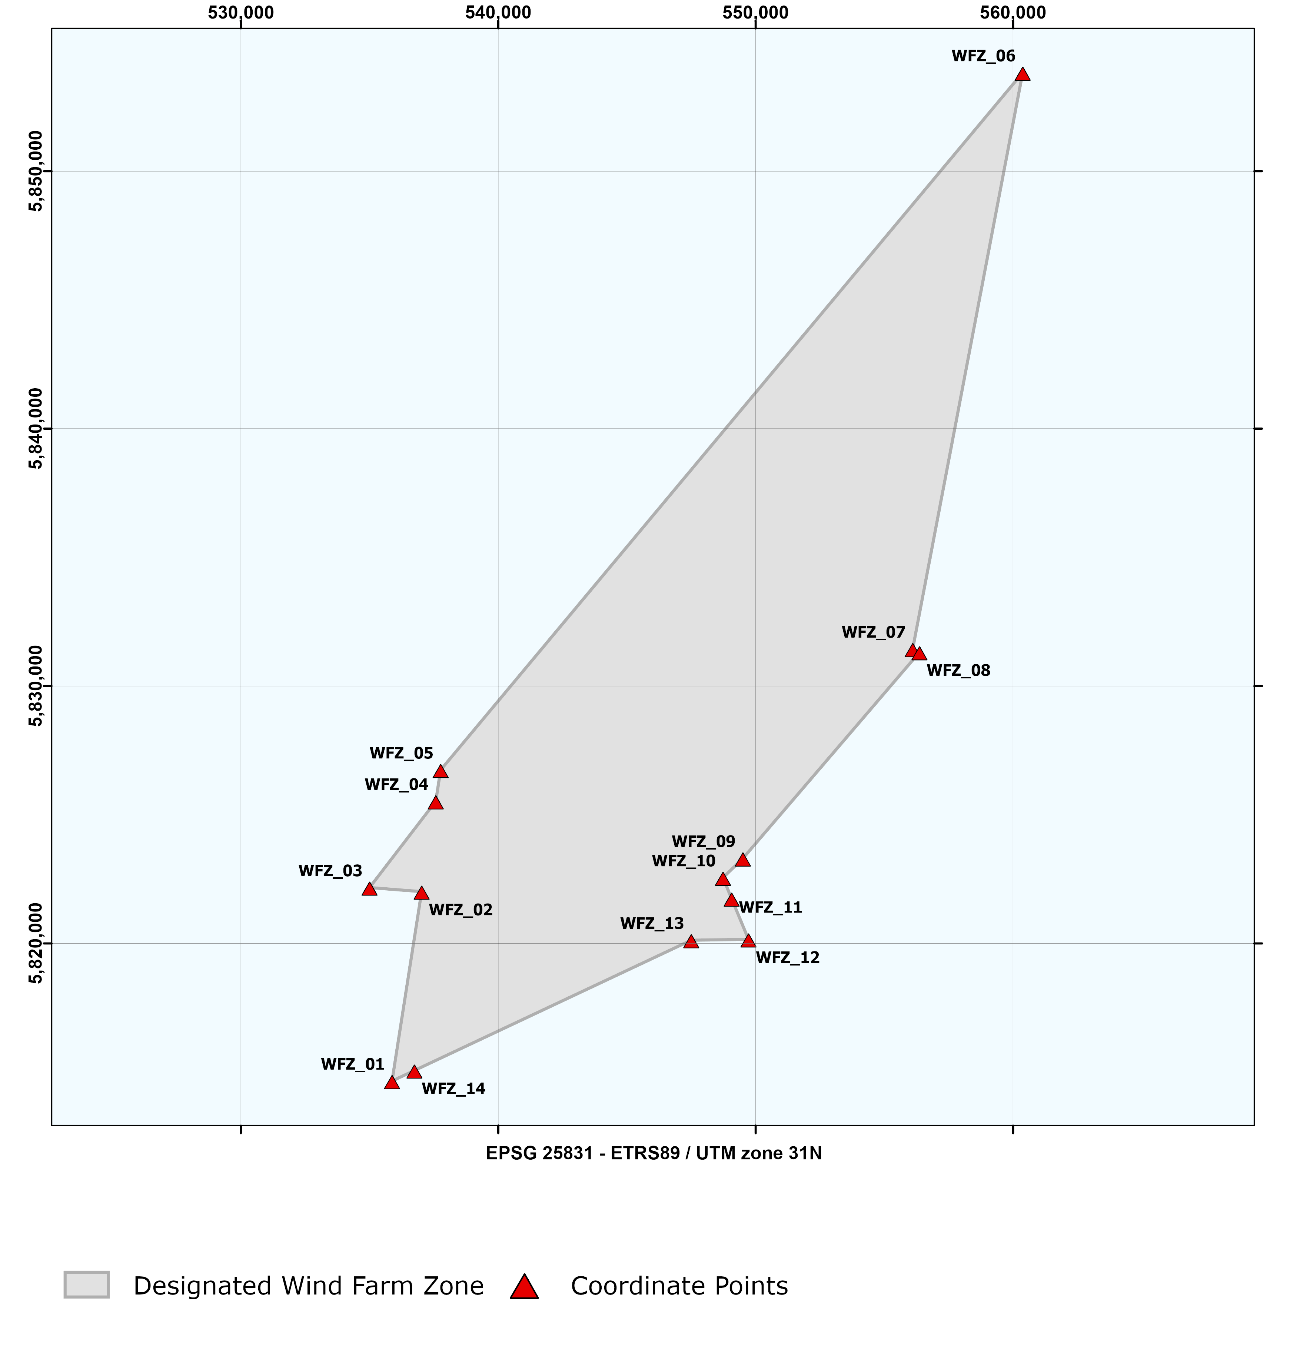 530,000 540,000 550,000 560,000
WFZ_06
5,850,000
5,840,000
WFZ_07
WFZ_08
5,830,000
WFZ_05
WFZ_04
WFZ_09
WFZ_10
WFZ_03
WFZ_11
WFZ_02
WFZ_13
5,820,000
WFZ_12
WFZ_01
WFZ_14
EPSG 25831 - ETRS89 / UTM zone 31N
Designated Wind Farm Zone Coordinate Points